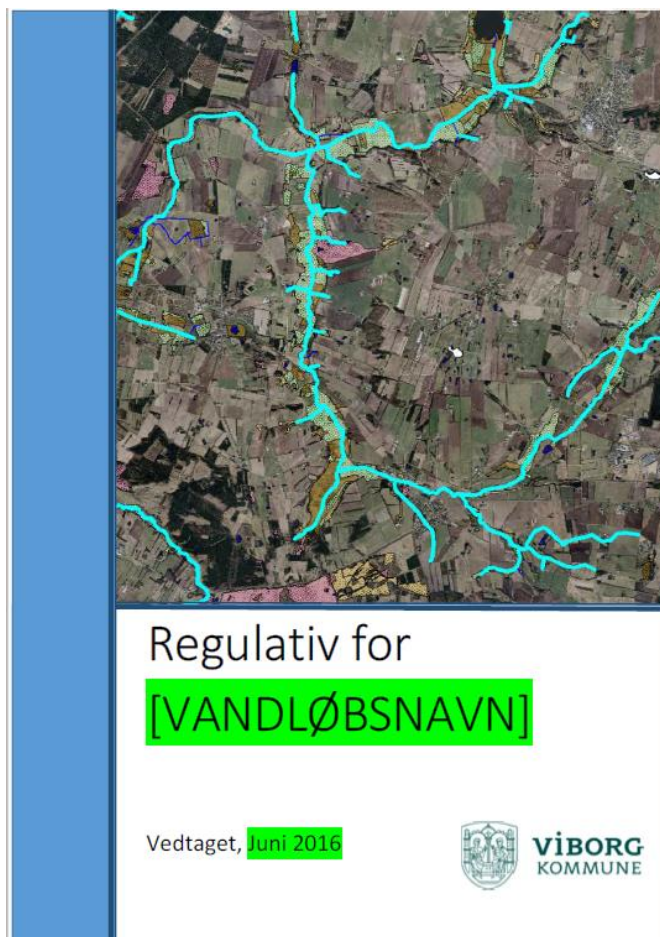 Regulativ for
[VANDLØBSNAVN]
Vedtaget, Juni 2016
VIBORG
KOMMUNE